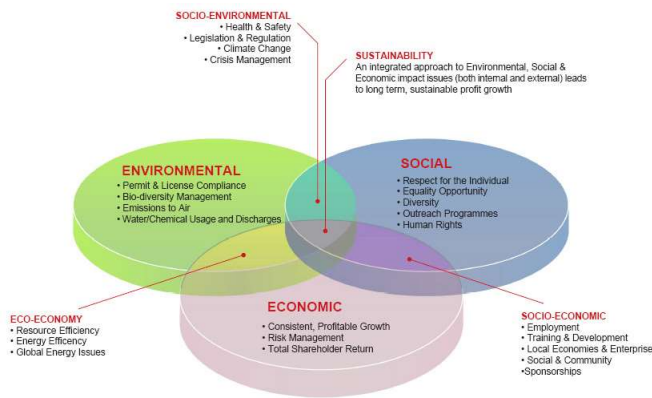 SOCIO-ENVIRONMENTAL
• Health & Safety
• Legislation & Regulation
• Climate Change
• Crisis Management
SUSTAINABILITY
An integrated approach to Environmental, Social &
Economic impact issues (both internal and external) leads
to long term, sustainable profit growth
ENVIRONMENTAL
• Permit & License Compliance
• Bio-diversity Management
• Emissions to Air
• Water/Chemical Usage and Discharges
SOCIAL
• Respect for the Individual
• Equality Opportunity
• Diversity
• Outreach Programmes
• Human Rights
ECO-ECONOMY
• Resource Efficiency
• Energy Efficency
• Global Energy Issues
ECONOMIC
• Consistent, Profitable Growth
• Risk Management
• Total Shareholder Return
SOCIO-ECONOMIC
• Employment
• Training & Development
• Local Economies & Enterprise
• Social & Community
•Sponsorships